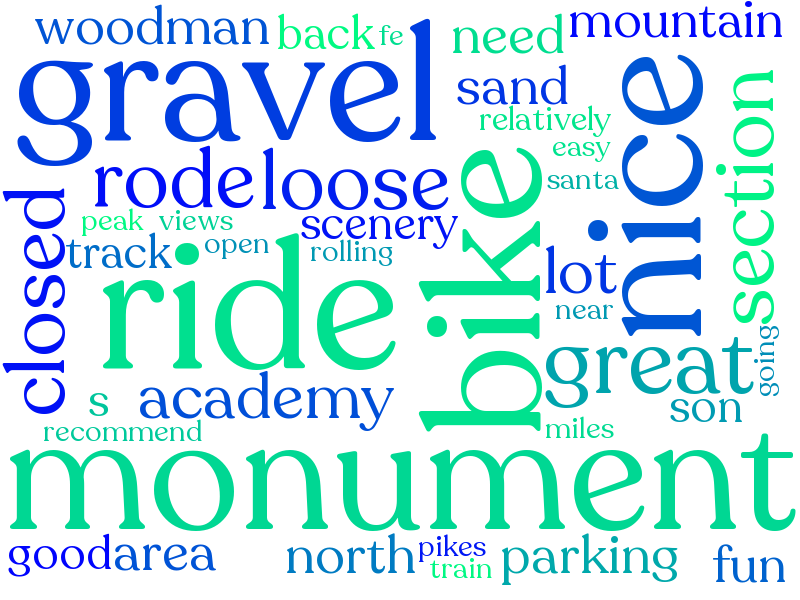 woodman
back
fe
need
mountain
gravel
sand
relatively
easy
santa
nice
section
rode
loose
closed
peak
views
scenery
track
open
rolling
bike
lot
near
ride
great
going
s
academy
son
recommend
miles
monument
good
area
north
pikes
train
parking
fun